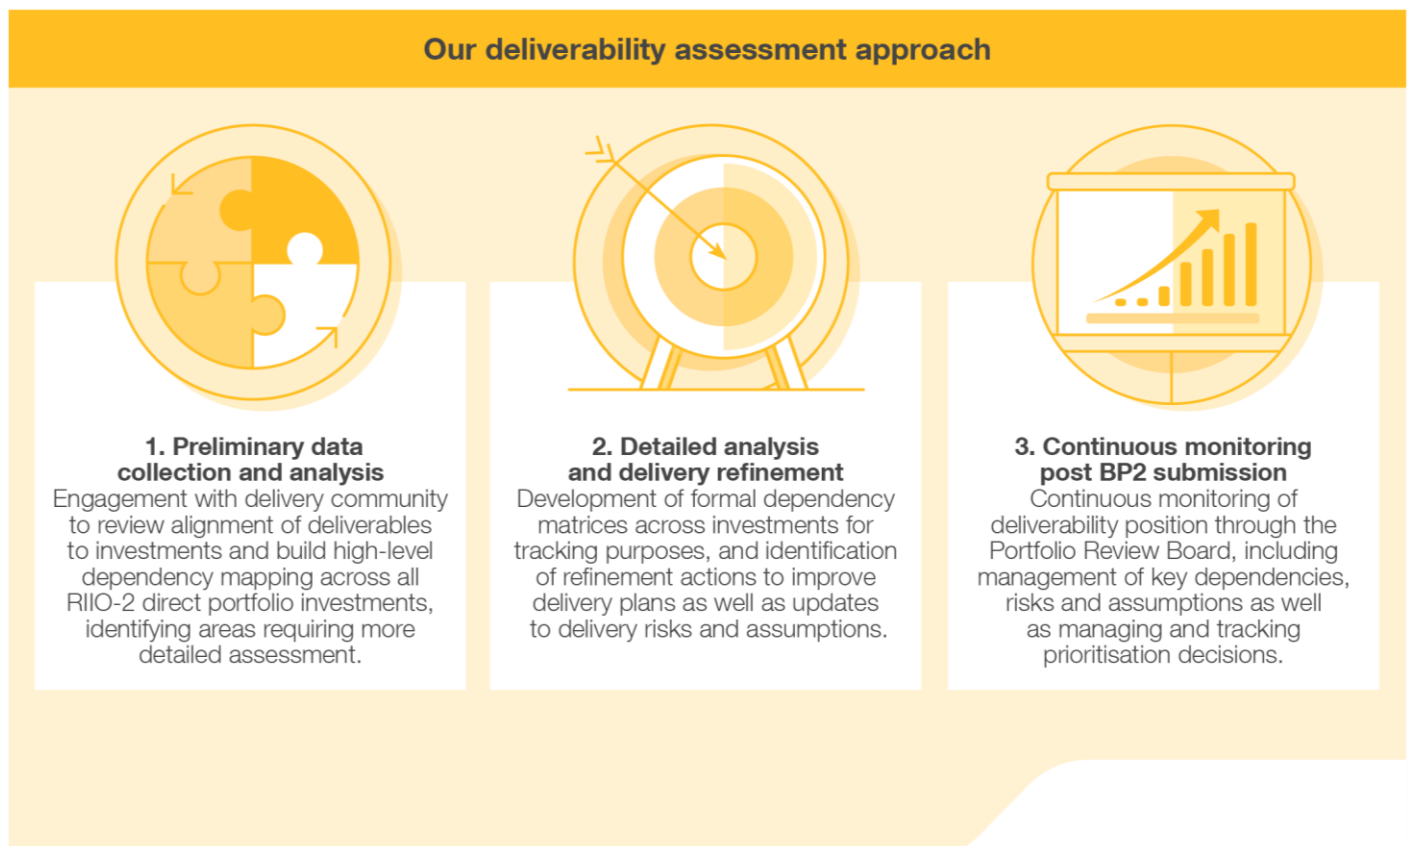 Our deliverability assessment approach
1. Preliminary data
collection and analysis
Engagement with delivery community
to review alignment of deliverables
to investments and build high-level
dependency mapping across all
RIIO-2 direct portfolio investments,
identifying areas requiring more
detailed assessment.
2. Detailed analysis
and delivery refinement
Development of formal dependency
matrices across investments for
tracking purposes, and identification
of refinement actions to improve
delivery plans as well as updates
to delivery risks and assumptions.
3. Continuous monitoring
post BP2 submission
Continuous monitoring of
deliverability position through the
Portfolio Review Board, including
management of key dependencies,
risks and assumptions as well
as managing and tracking
prioritisation decisions.